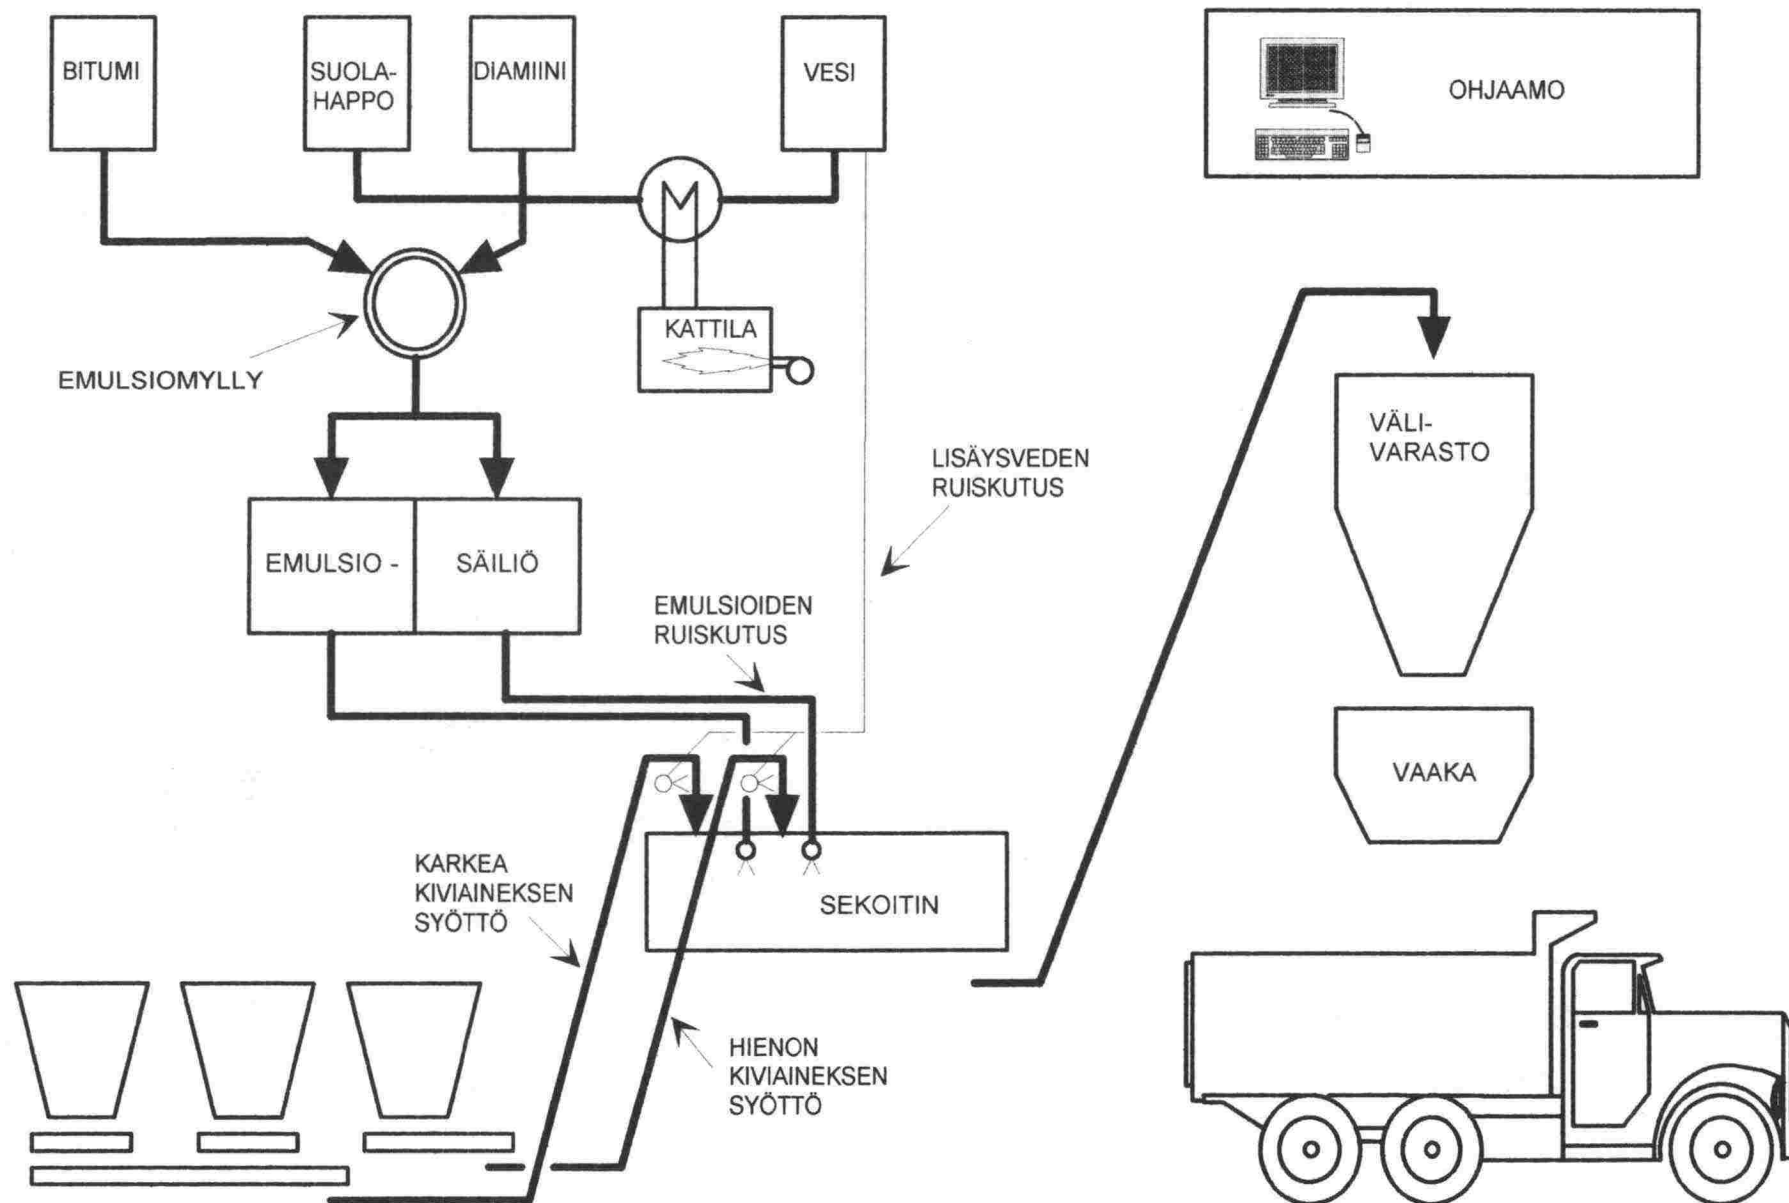 BITUMI
SUOLA-
HAPPO
DIAMIINI
VESI
OHJAAMO
KATTILA
EMULSIOMYLLY
VÄLI-
VARASTO
LISÄYSVEDEN
RUISKUTUS
EMULSIO -
SÄILIÖ
EMULSIOIDEN
RUISKUTUS
VAAKA
KARKEA
KIVIAINEKSEN
SYÖTTÖ
SEKOITIN
HIENON
KIVIAINEKSEN
SYÖTTÖ